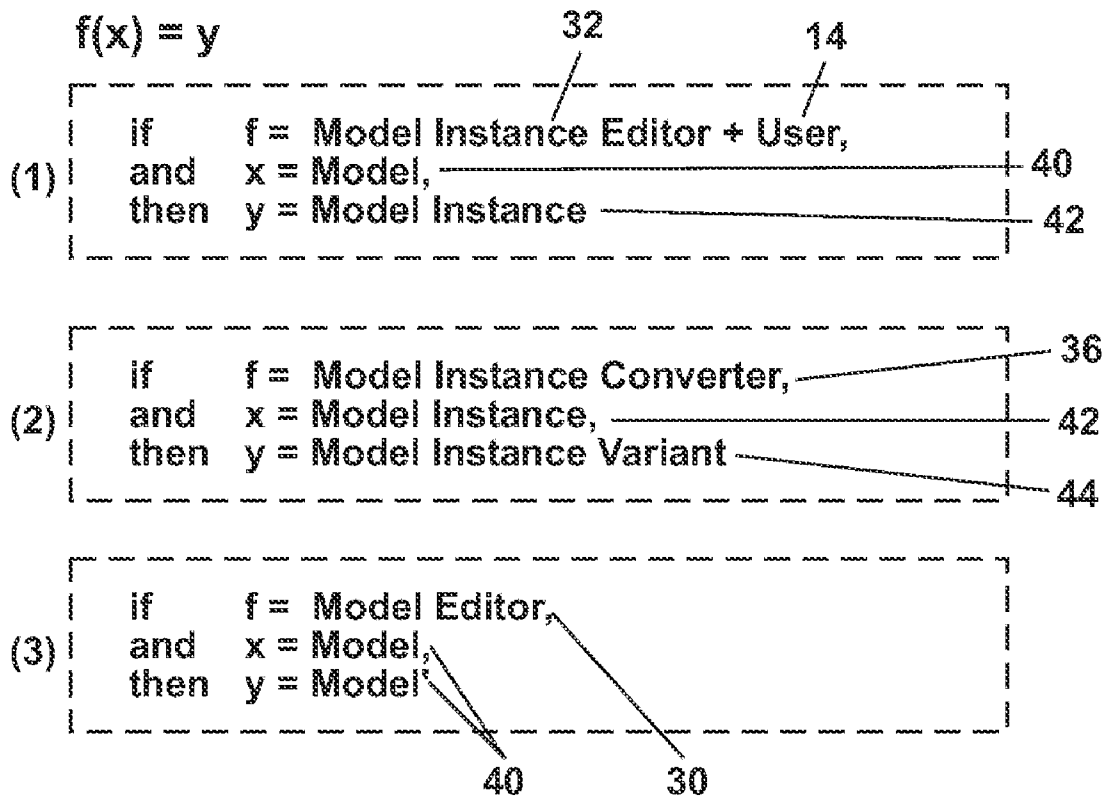 f(x) = y
32
14
if f = Model Instance Editor + User,
(1) and x = Model, 40
then y = Model Instance 42
36
if f = Model Instance Converter,
(2) and x = Model Instance, 42
then y = Model Instance Variant
44
if f = Model Editor,
(3) and x = Model,
then y = Model'
40 30